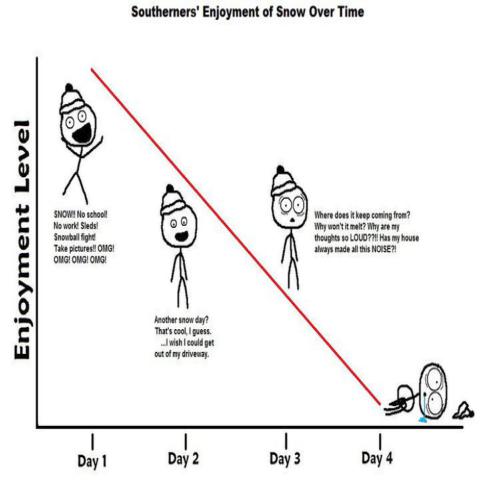 Southerners' Enjoyment of Snow Over Time
Enjoyment Level
SNOW!! No school!
No work! Sleds!
Snowball fight!
Take pictures!! OMG!
OMG! OMG! OMG!
Another snow day?
That's cool, I guess.
...I wish I could get
out of my driveway.
Where does it keep coming from?
Why won't it melt? Why are my
thoughts so LOUD??!! Has my house
always made all this NOISE?!
Day 1
Day 2
Day 3
Day 4